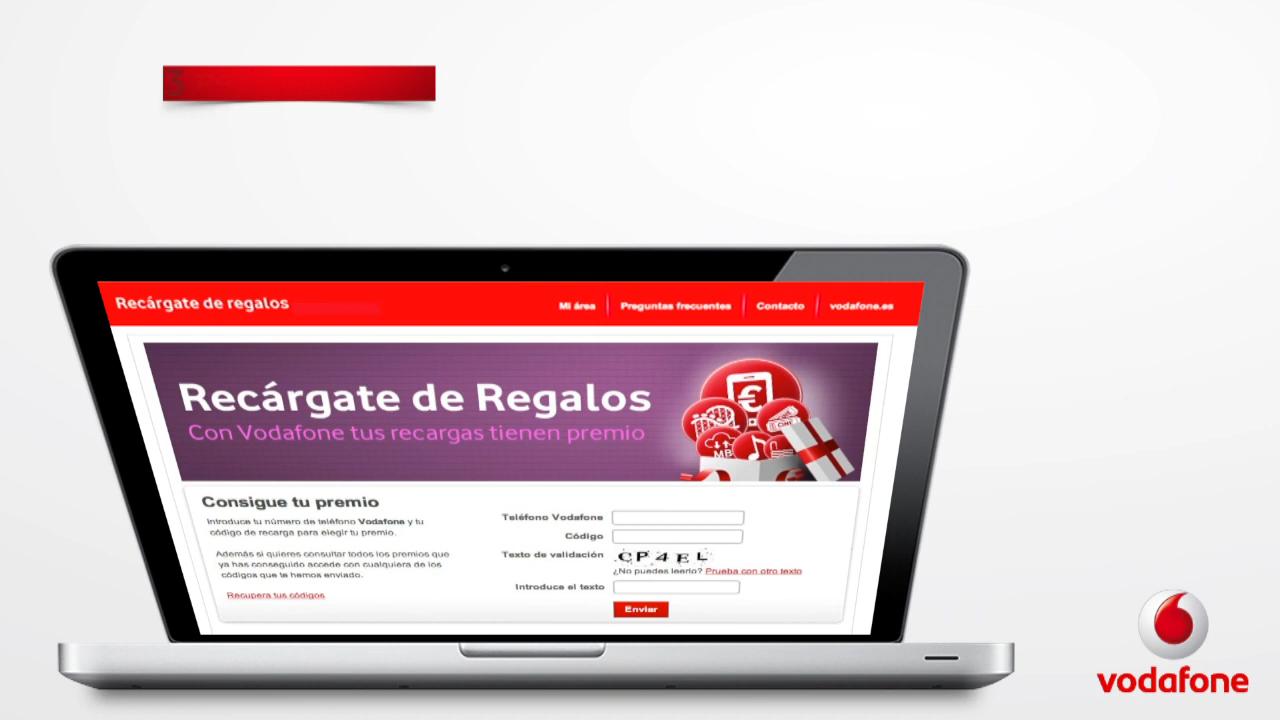 3
Recárgate de regalos
Mi área
Preguntas frecuentes
Contacto
vodafone.es
Recárgate de Regalos
Con Vodafone tus recargas tienen premio
MB
Consigue tu premio
Introduce tu número de teléfono Vodafone y tu
código de recarga para elegir tu premio.
Además si quieres consultar todos los premios que
ya has conseguido accede con cualquiera de los
códigos que te hemos enviado.
Recupera tus códigos
Teléfono Vodafone
Código
Texto de validación
CP4EL
¿No puedes leerlo? Prueba con otro texto
Introduce el texto
Enviar
vodafone